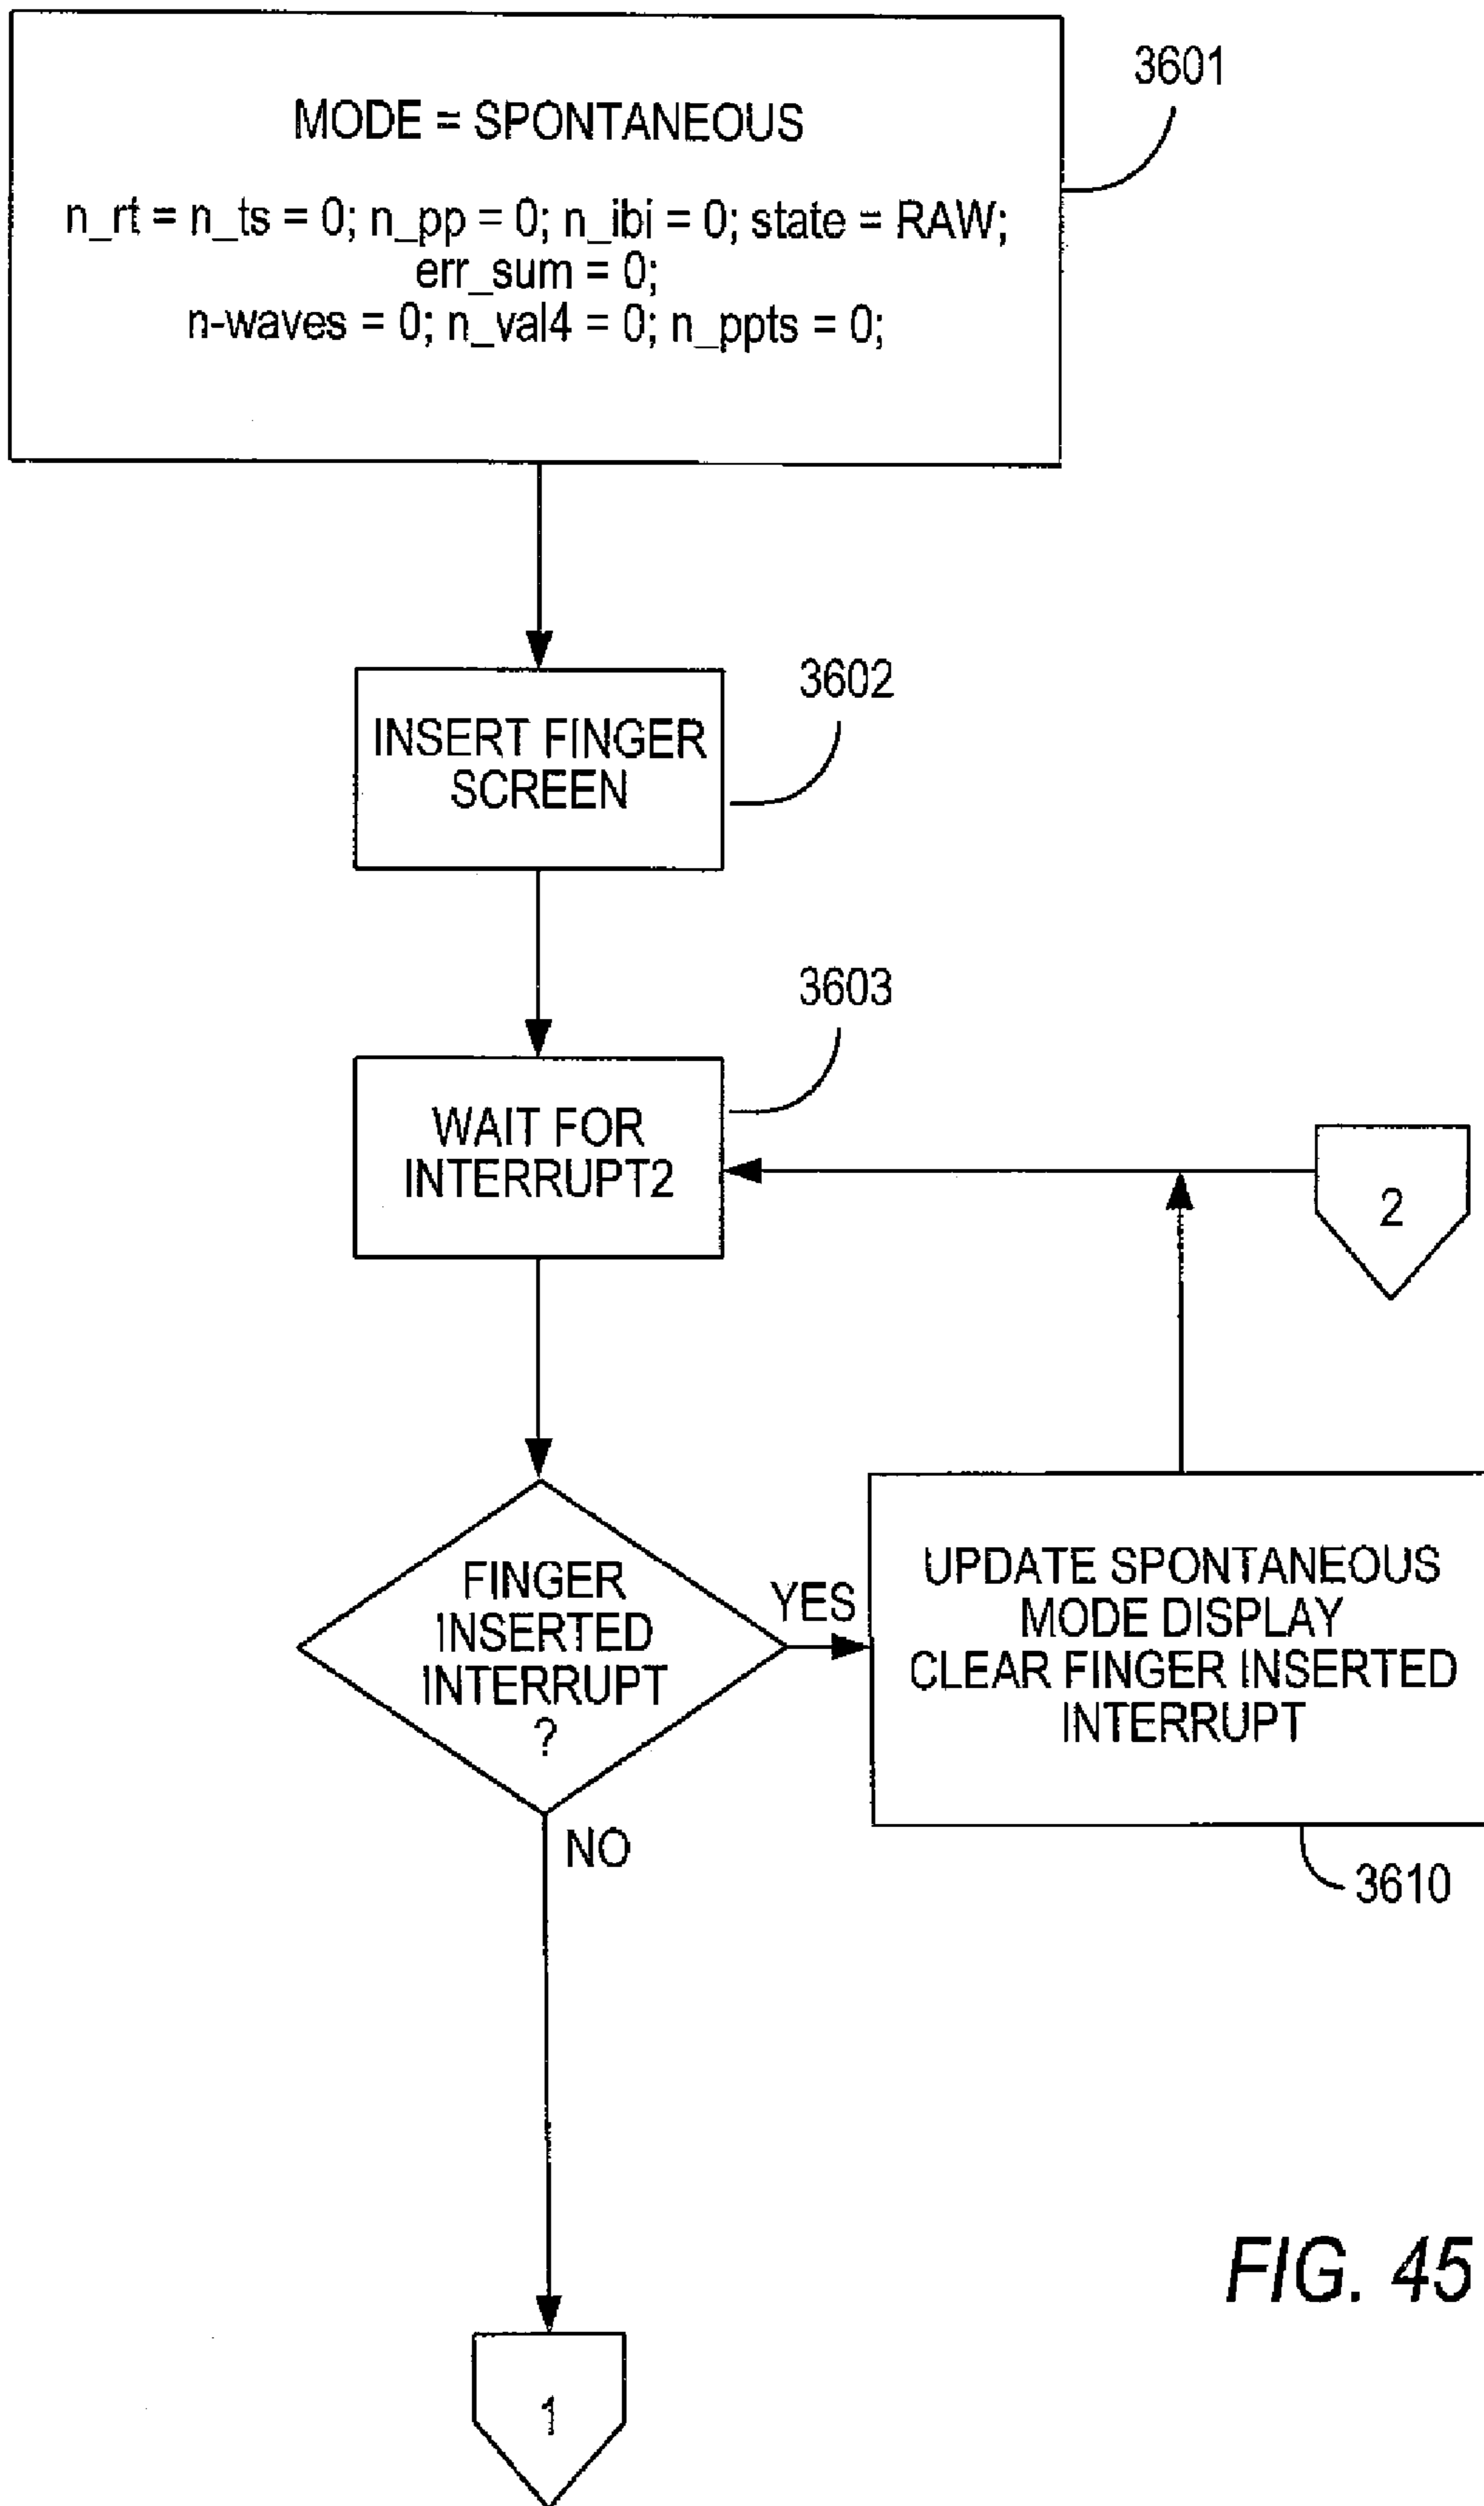 3601
MODE = SPONTANEOUS
n_rt = n_ts = 0; n_pp = 0; n_ibi = 0; state = RAW;
err_sum = 0;
n-waves = 0; n_val4 = 0; n_ppts = 0;
3602
INSERT FINGER
SCREEN
3603
WAIT FOR
INTERRUPT2
2
FINGER
INSERTED
INTERRUPT
?
YES
UPDATE SPONTANEOUS
MODE DISPLAY
CLEAR FINGER INSERTED
INTERRUPT
NO
3610
FIG. 45
1